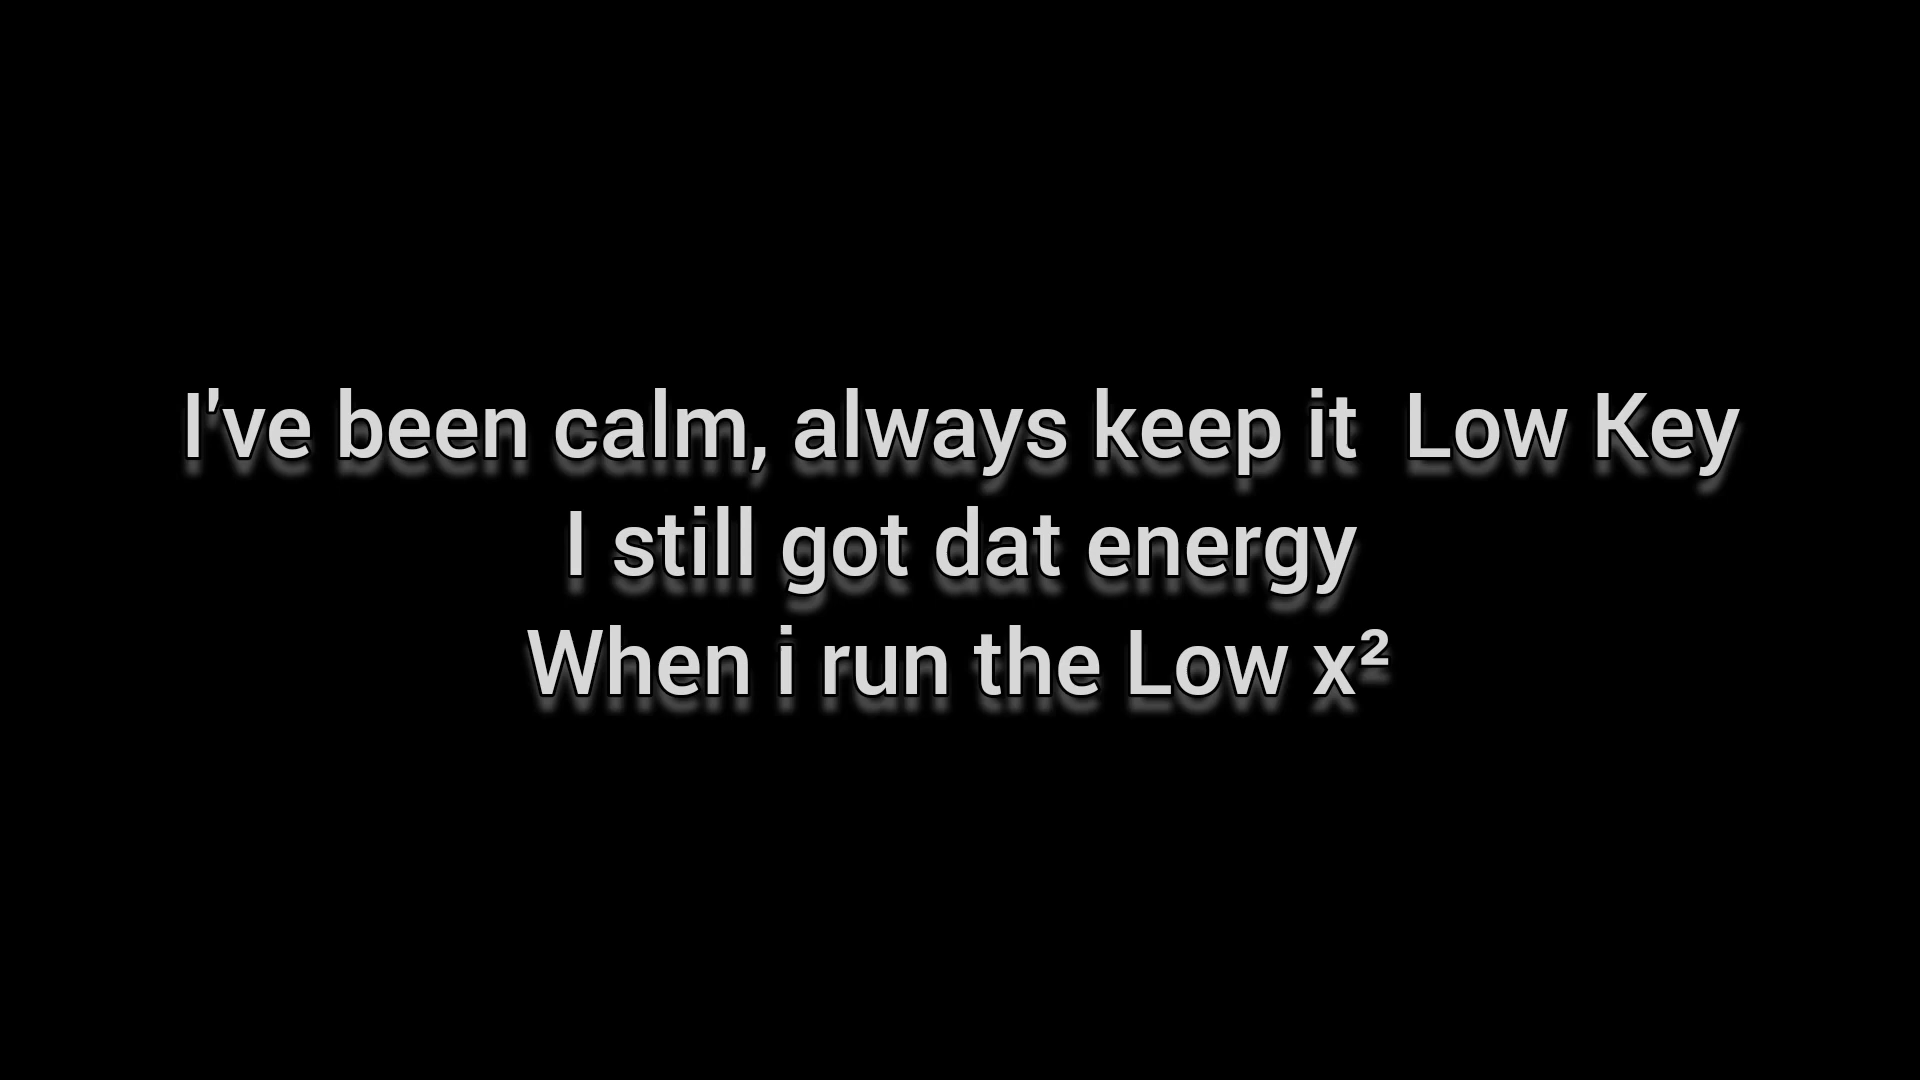 I've been calm, always keep it  Low Key
I still got dat energy
When i run the Low x²